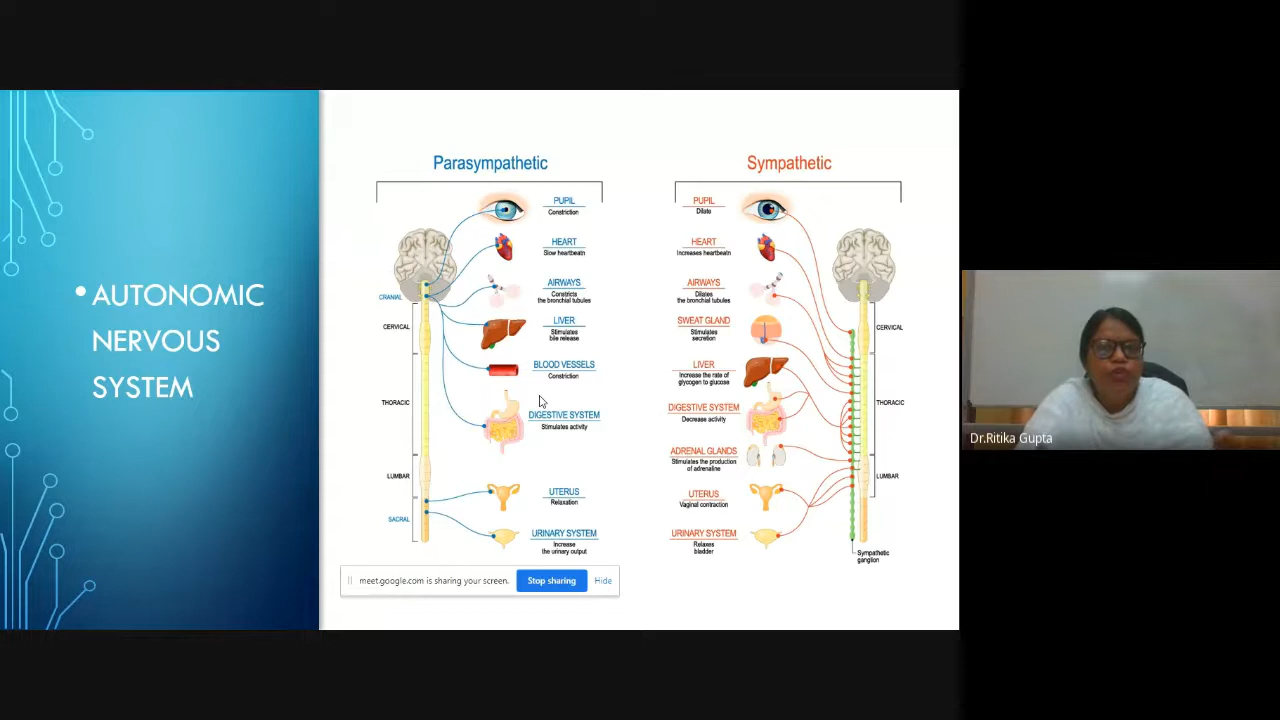 • AUTONOMIC
NERVOUS
SYSTEM
Parasympathetic
PUPIL
Constriction
HEART
Slow heartbeatn
AIRWAYS
Constricts
the bronchial tubules
LIVER
Stimulates
bile release
BLOOD VESSELS
Constriction
DIGESTIVE SYSTEM
Stimulates activity
UTERUS
Relaxation
URINARY SYSTEM
Increase
the urinary output
CRANIAL
CERVICAL
THORACIC
LUMBAR
SACRAL
Sympathetic
PUPIL
Dilate
HEART
Increases heartbeatn
AIRWAYS
Dilates
the bronchial tubules
SWEAT GLAND
Stimulates
secretion
LIVER
Increase the rate of
glycogen to glucose
DIGESTIVE SYSTEM
Decrease activity
ADRENAL GLANDS
Stimulates the production
of adrenaline
UTERUS
Vaginal contraction
URINARY SYSTEM
Relaxes
bladder
CERVICAL
THORACIC
LUMBAR
Sympathetic
ganglion
meet.google.com is sharing your screen.
Stop sharing
Hide
Dr.Ritika Gupta